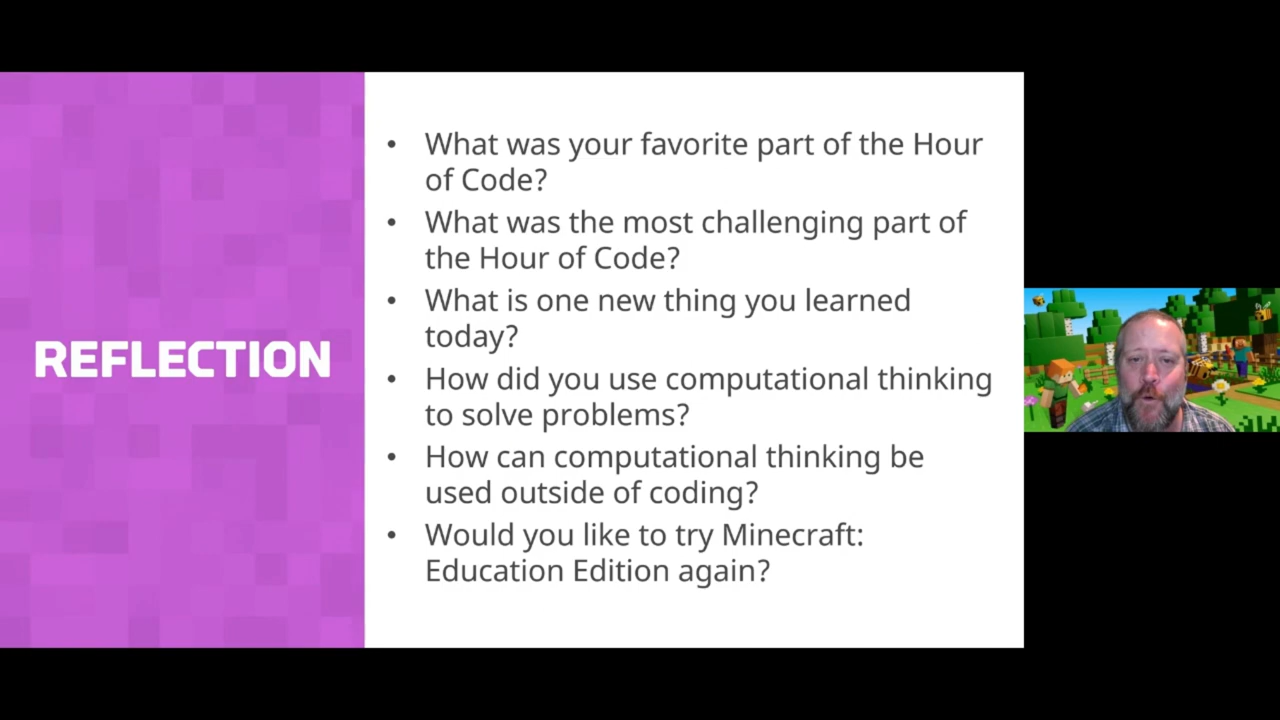 REFLECTION
• What was your favorite part of the Hour
of Code?
• What was the most challenging part of
the Hour of Code?
• What is one new thing you learned
today?
• How did you use computational thinking
to solve problems?
• How can computational thinking be
used outside of coding?
• Would you like to try Minecraft:
Education Edition again?